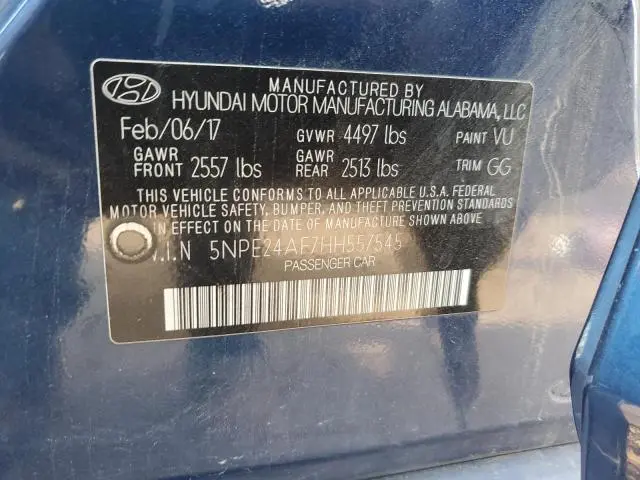 MANUFACTURED BY
HYUNDAI MOTOR MANUFACTURING ALABAMA, LLC
Feb/06/17 GVWR 4497 lbs PAINT VU
GAWR FRONT 2557 lbs GAWR REAR 2513 lbs TRIM GG
THIS VEHICLE CONFORMS TO ALL APPLICABLE U.S.A. FEDERAL
MOTOR VEHICLE SAFETY, BUMPER, AND THEFT PREVENTION STANDARDS
IN EFFECT ON THE DATE OF MANUFACTURE SHOWN ABOVE.
V.I.N 5NPE24AF7HH557545
PASSENGER CAR